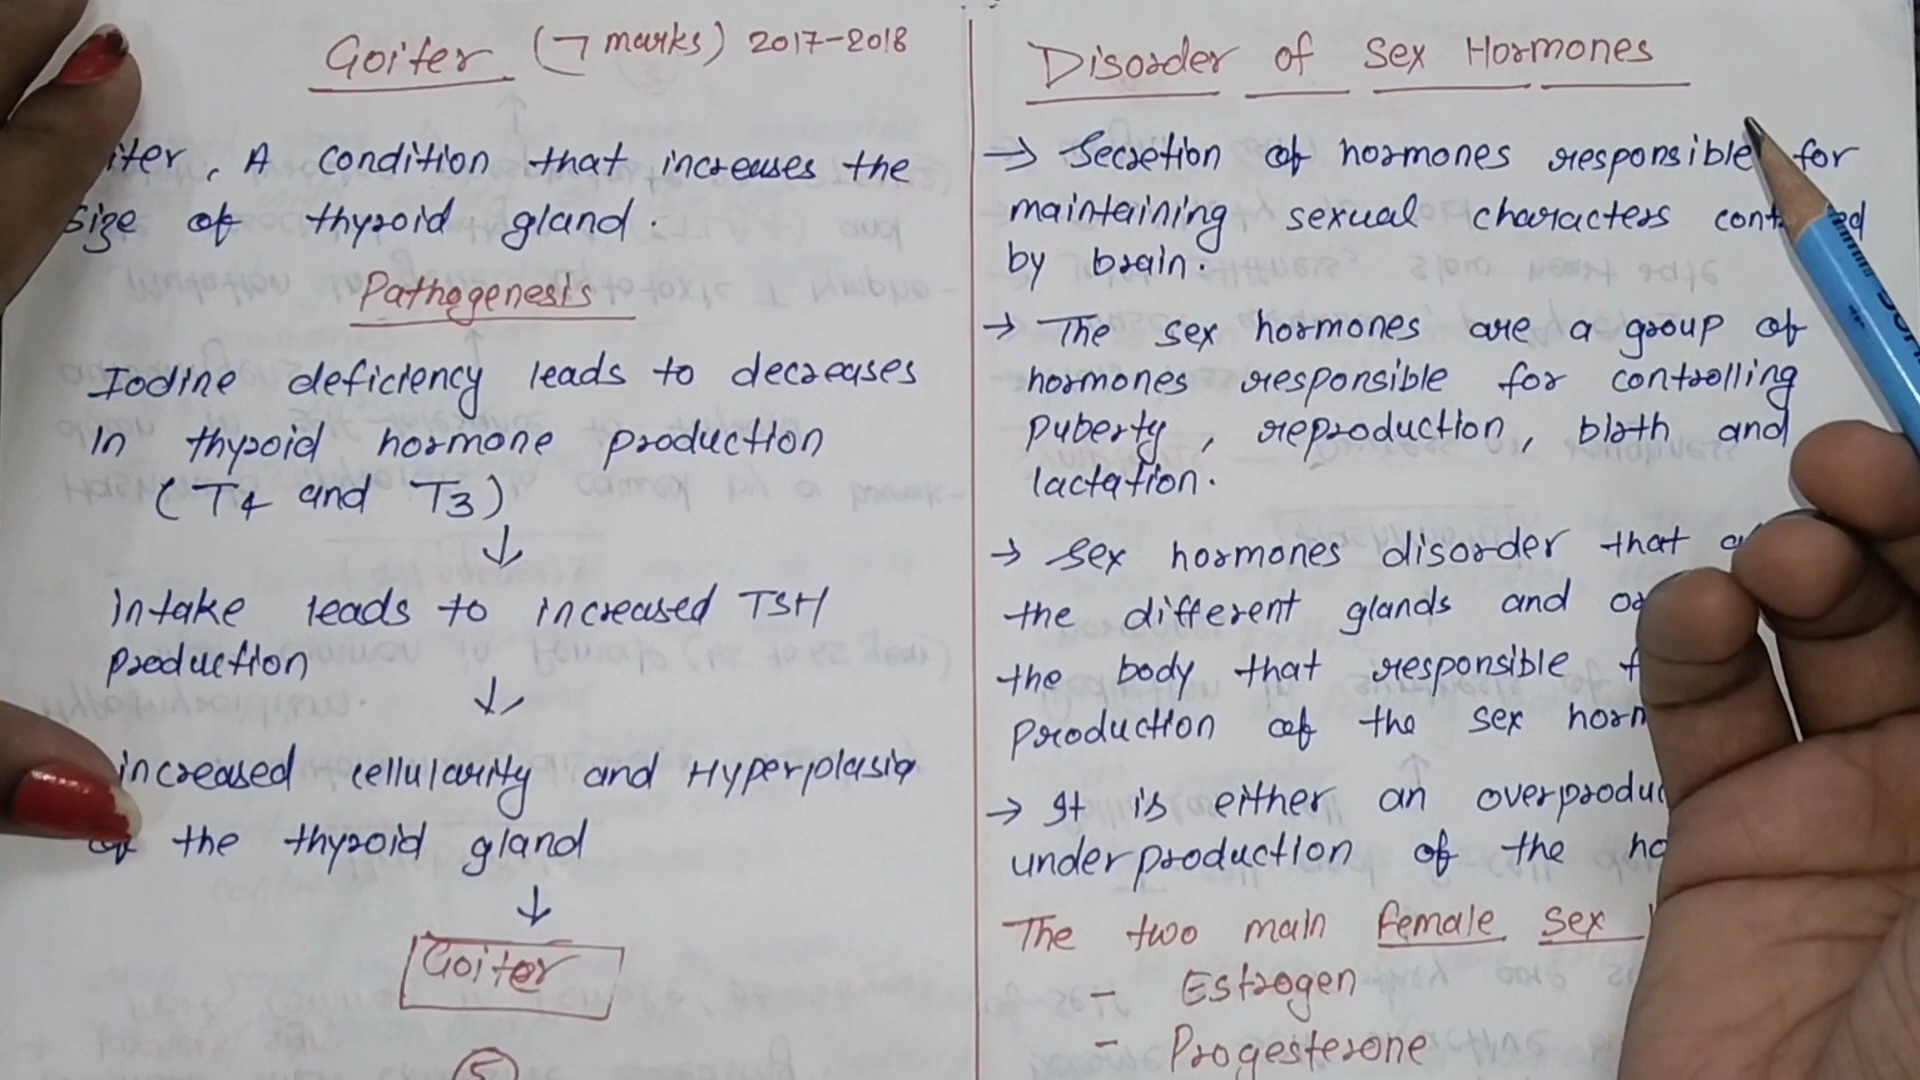 Goiter (7 marks) 2017-2018
iter, A condition that increases the
size of thyroid gland.
Pathogenesis
Iodine deficiency leads to decreases
in thyroid hormone production
(T4 and T3)
↓
intake leads to increased TSH
production
↓
increased cellularity and Hyperplasia
of the thyroid gland
↓
Goiter
5
Disorder of Sex Hormones
→ Secretion of hormones responsible for
maintaining sexual characters
by brain.
→ The sex hormones are a group of
hormones responsible for controlling
puberty, reproduction, birth and
lactation.
→ Sex hormones disorder that
the different glands and
the body that responsible
production of the sex
→ It is either an
underproduction of the
The two main female sex
- Estrogen
- Progesterone